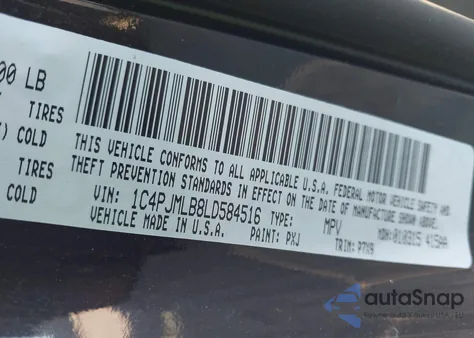 00 LB
TIRES
COLD
TIRES
COLD
THIS VEHICLE CONFORMS TO ALL APPLICABLE U.S.A. FEDERAL MOTOR VEHICLE SAFETY AND
THEFT PREVENTION STANDARDS IN EFFECT ON THE DATE OF MANUFACTURE SHOWN ABOVE.
VIN: 1C4PJMLB8LD584516 TYPE: MPV
VEHICLE MADE IN U.S.A. PAINT: PXJ TRIM:
autoSnap